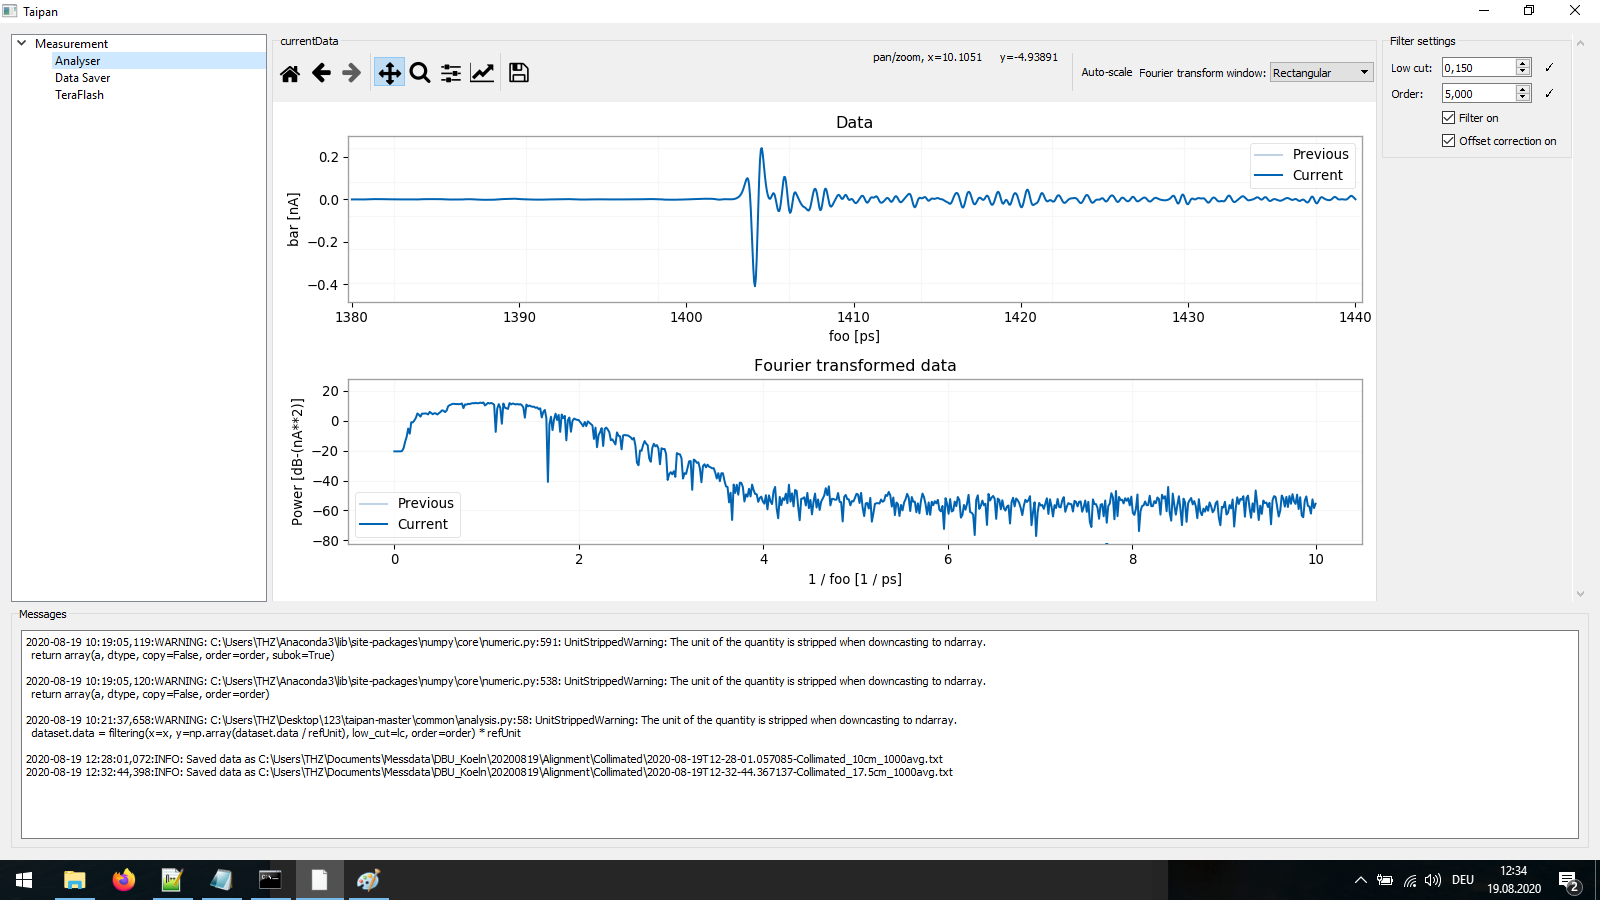 Taipan
Measurement
Analyser
Data Saver
TeraFlash
currentData
pan/zoom, x=10.1051 y=-4.93891
Auto-scale Fourier transform window: Rectangular
Filter settings
Low cut: 0,150 ✓
Order: 5,000 ✓
Filter on
Offset correction on
Data
0.2
0.0
−0.2
−0.4
bar [nA]
Previous
Current
1380 1390 1400 1410 1420 1430 1440
foo [ps]
Fourier transformed data
20
0
−20
−40
−60
−80
Power [dB-(nA**2)]
Previous
Current
0 2 4 6 8 10
1 / foo [1 / ps]
Messages
2020-08-19 10:19:05,119:WARNING: C:\Users\THZ\Anaconda3\lib\site-packages\numpy\core\numeric.py:591: UnitStrippedWarning: The unit of the quantity is stripped when downcasting to ndarray.
return array(a, dtype, copy=False, order=order, subok=True)
2020-08-19 10:19:05,120:WARNING: C:\Users\THZ\Anaconda3\lib\site-packages\numpy\core\numeric.py:538: UnitStrippedWarning: The unit of the quantity is stripped when downcasting to ndarray.
return array(a, dtype, copy=False, order=order)
2020-08-19 10:21:37,658:WARNING: C:\Users\THZ\Desktop\123\taipan-master\common\analysis.py:58: UnitStrippedWarning: The unit of the quantity is stripped when downcasting to ndarray.
dataset.data = filtering(x=x, y=np.array(dataset.data / refUnit), low_cut=lc, order=order) * refUnit
2020-08-19 12:28:01,072:INFO: Saved data as C:\Users\THZ\Documents\Messdata\DBU_Koeln\20200819\Alignment\Collimated\2020-08-19T12-28-01.057085-Collimated_10cm_1000avg.txt
2020-08-19 12:32:44,398:INFO: Saved data as C:\Users\THZ\Documents\Messdata\DBU_Koeln\20200819\Alignment\Collimated\2020-08-19T12-32-44.367137-Collimated_17.5cm_1000avg.txt
DEU
12:34
19.08.2020
2